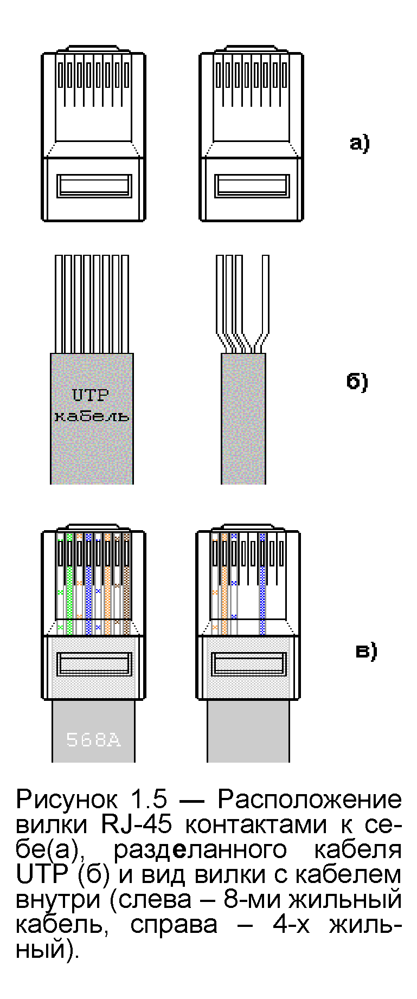 а)
UTP
кабель
б)
в)
568A
Рисунок 1.5 — Расположение
вилки RJ-45 контактами к се-
бе(а), разделанного кабеля
UTP (б) и вид вилки с кабелем
внутри (слева – 8-ми жильный
кабель, справа – 4-х жиль-
ный).